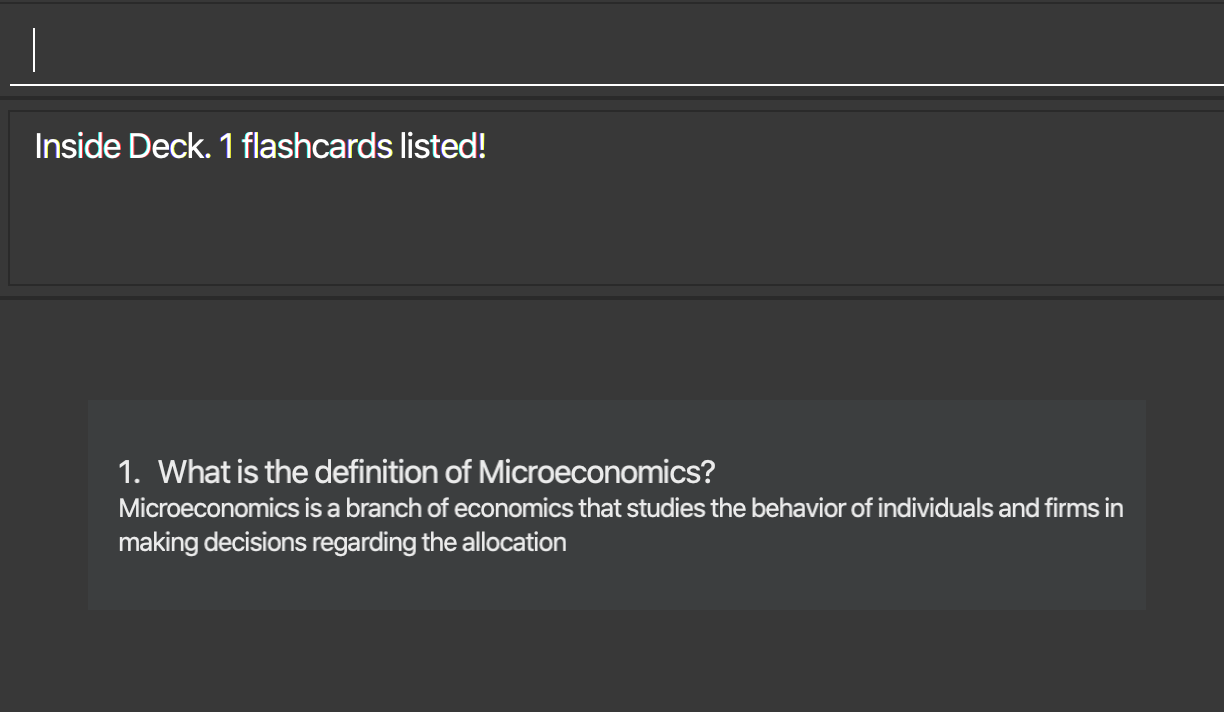 Inside Deck. 1 flashcards listed!
1. What is the definition of Microeconomics?
Microeconomics is a branch of economics that studies the behavior of individuals and firms in
making decisions regarding the allocation